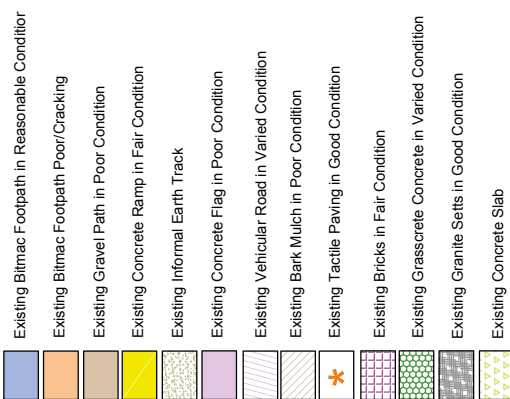 Existing Bitmac Footpath in Reasonable Condition
Existing Bitmac Footpath Poor/Cracking
Existing Gravel Path in Poor Condition
Existing Concrete Ramp in Fair Condition
Existing Informal Earth Track
Existing Concrete Flag in Poor Condition
Existing Vehicular Road in Varied Condition
Existing Bark Mulch in Poor Condition
Existing Tactile Paving in Good Condition
Existing Bricks in Fair Condition
Existing Grasscrete Concrete in Varied Condition
Existing Granite Setts in Good Condition
Existing Concrete Slab